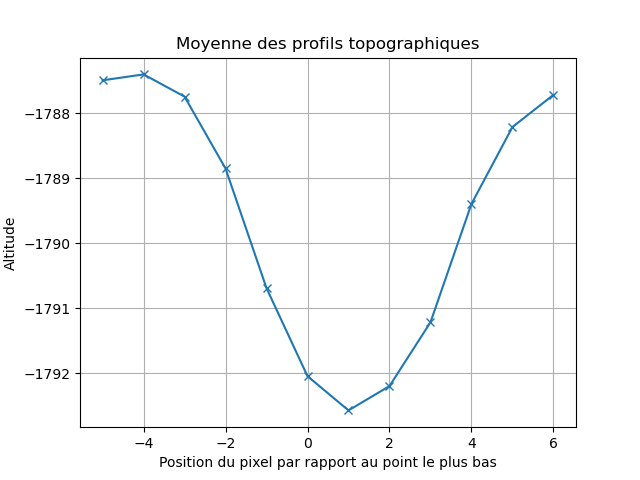 Moyenne des profils topographiques
Altitude
−1788
−1789
−1790
−1791
−1792
−4 −2 0 2 4 6
Position du pixel par rapport au point le plus bas